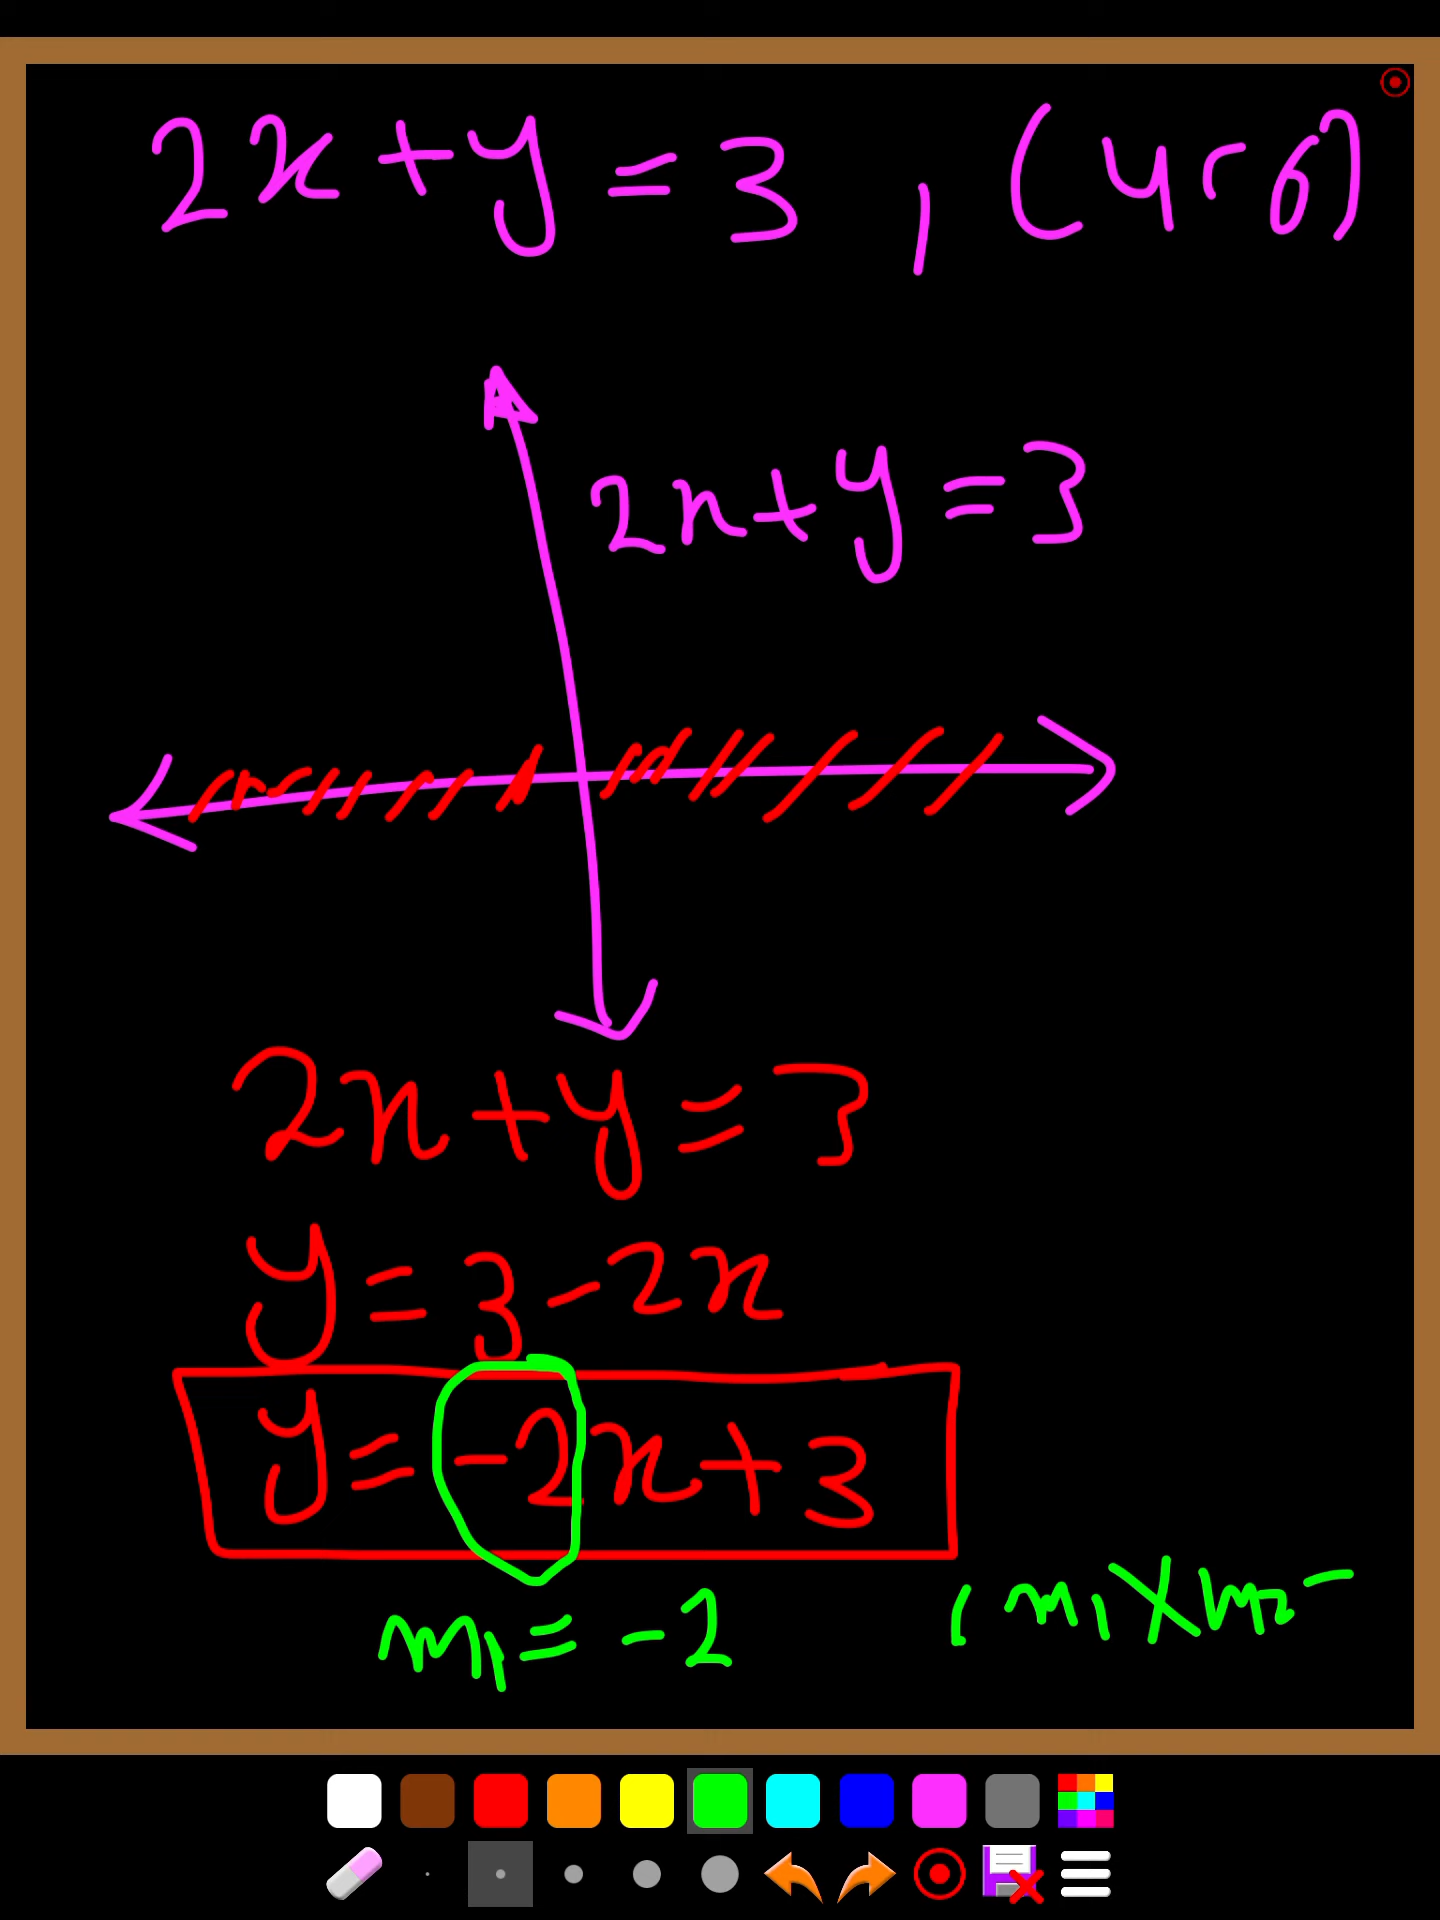 2x+y=3 , (4,6)
2x+y=3
2x+y=3
y=3-2x
y=-2x+3
m₁=-2 , m₁×m₂=